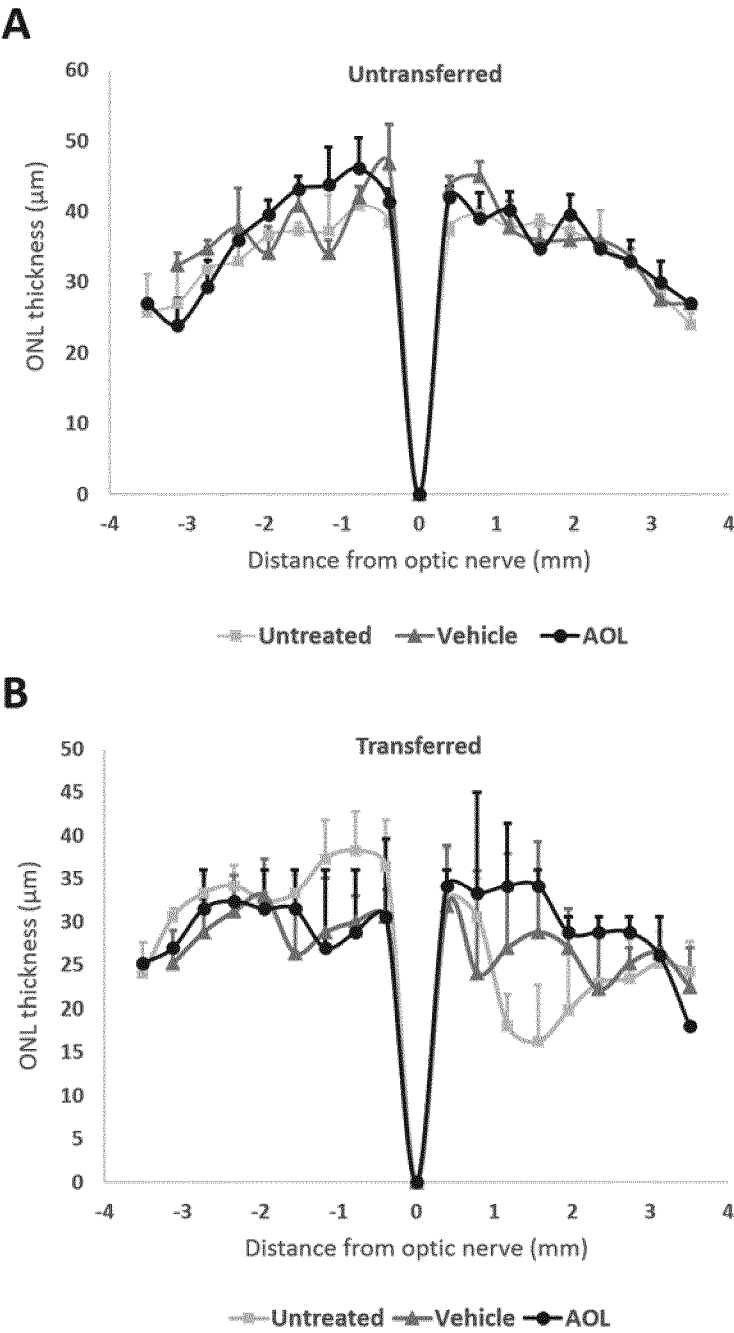 A
Untransferred
60
50
40
30
20
10
0
ONL thickness (µm)
-4 -3 -2 -1 0 1 2 3 4
Distance from optic nerve (mm)
Untreated Vehicle AOL
B
Transferred
50
45
40
35
30
25
20
15
10
5
0
ONL thickness (µm)
-4 -3 -2 -1 0 1 2 3 4
Distance from optic nerve (mm)
Untreated Vehicle AOL